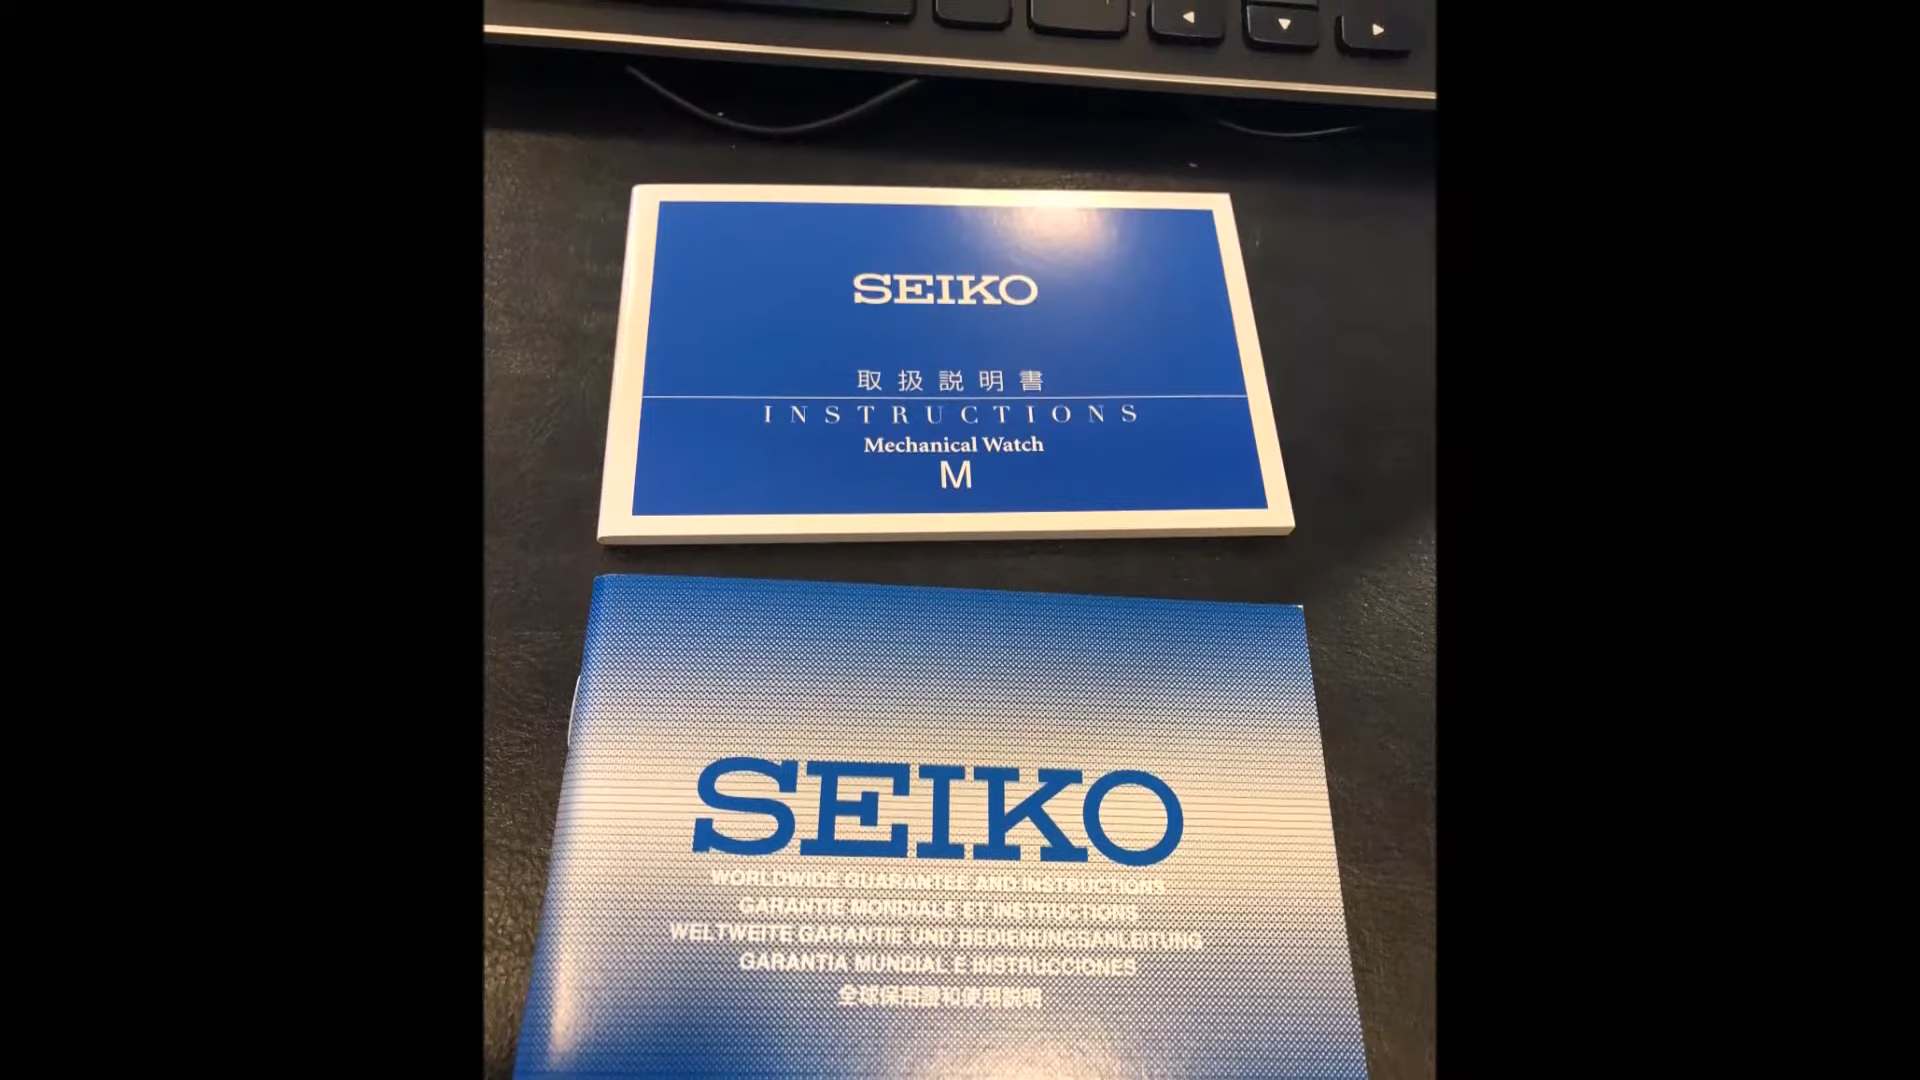 SEIKO
取扱説明書
INSTRUCTIONS
Mechanical Watch
M
SEIKO
WORLDWIDE GUARANTEE AND INSTRUCTIONS
GARANTIE MONDIALE ET INSTRUCTIONS
WELTWEITE GARANTIE UND BEDIENUNGSANLEITUNG
GARANTIA MUNDIAL E INSTRUCCIONES
全球保用證和使用說明